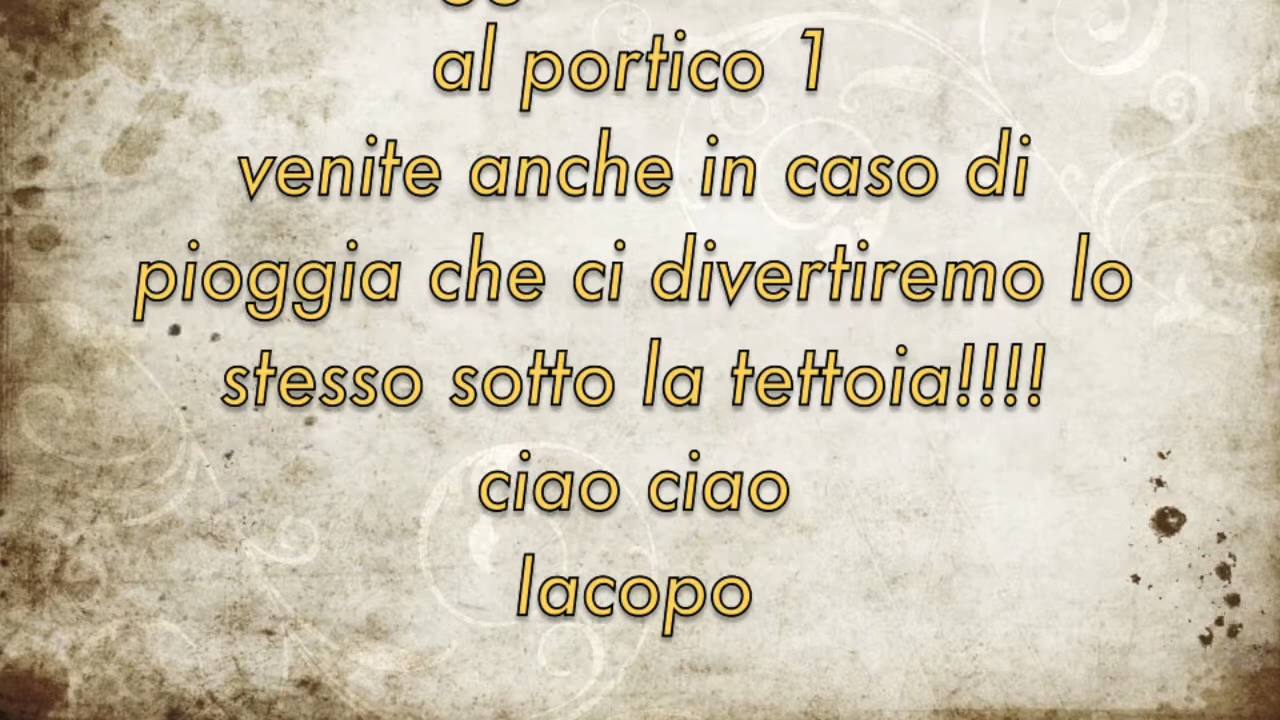 al portico 1
venite anche in caso di
pioggia che ci divertiremo lo
stesso sotto la tettoia!!!!
ciao ciao
Iacopo